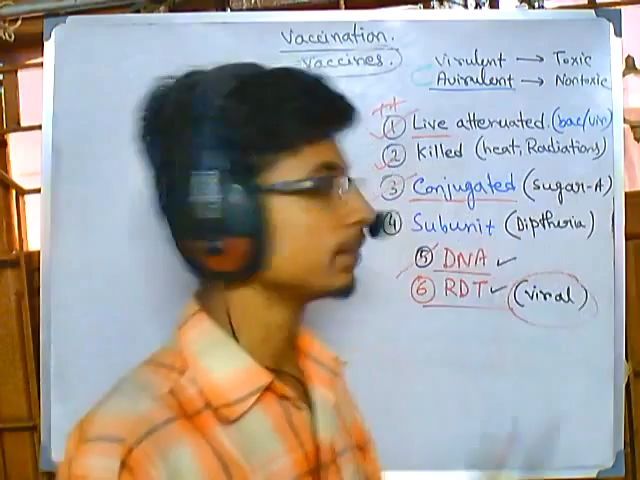 Vaccination.
Vaccines.
Virulent → Toxic
Avirulent → Nontoxic
① Live attenuated. (bac/vir)
② Killed (heat, Radiations)
③ Conjugated (sugar-A)
④ Subunit (Diptheria)
⑤ DNA ✓
⑥ RDT ✓ (viral)